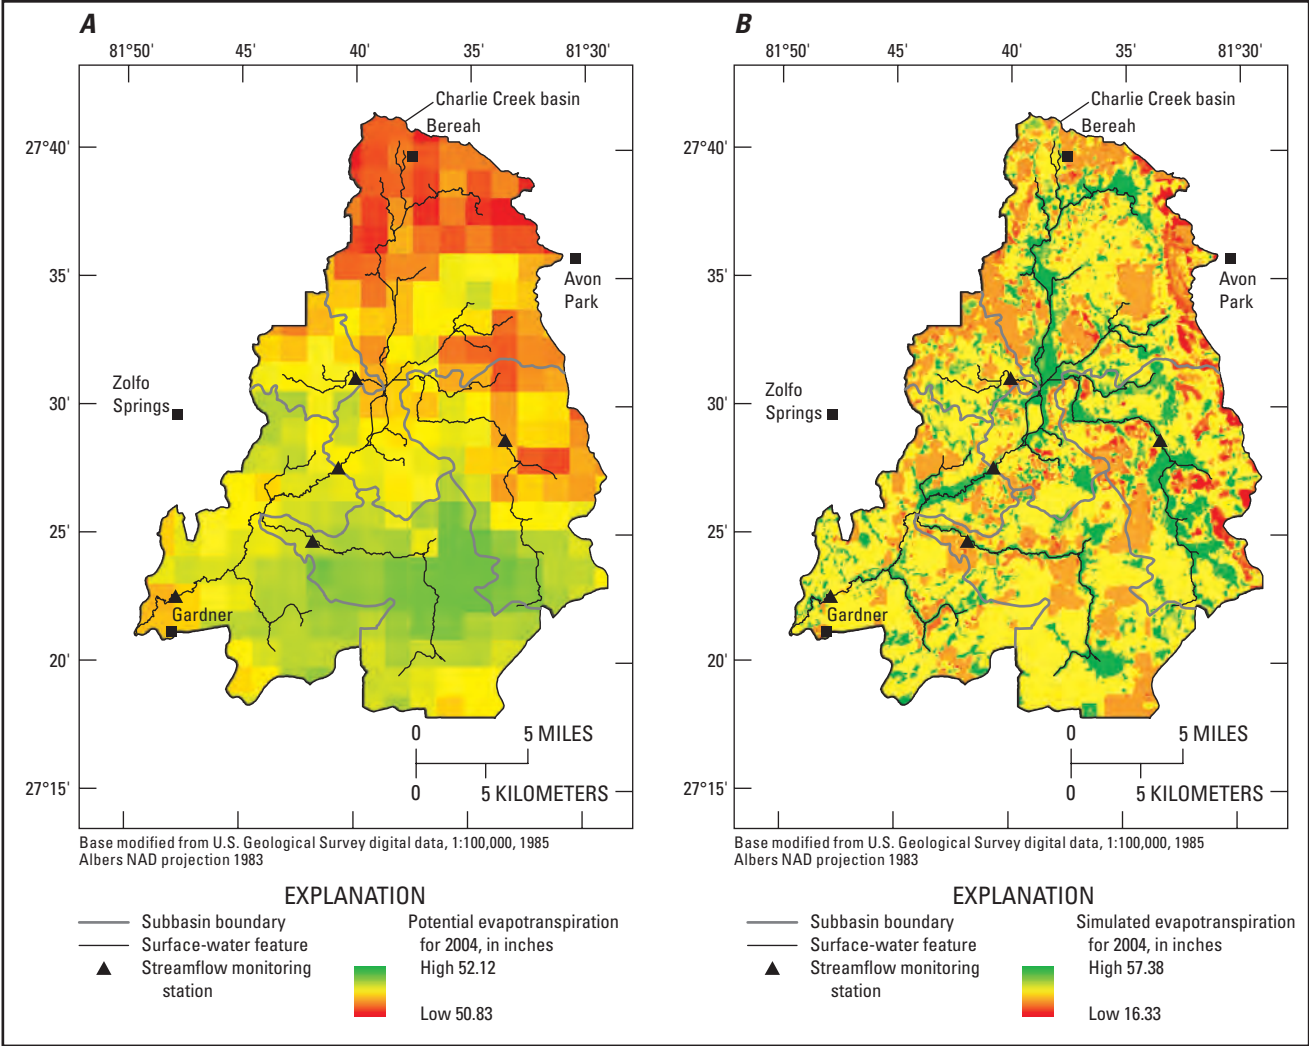 A
81°50' 45' 40' 35' 81°30'
Charlie Creek basin
Bereah
27°40'
35'
Avon
Park
Zolfo
Springs
30'
25'
Gardner
20'
0 5 MILES
0 5 KILOMETERS
27°15'
Base modified from U.S. Geological Survey digital data, 1:100,000, 1985
Albers NAD projection 1983
EXPLANATION
Subbasin boundary
Surface-water feature
Streamflow monitoring
station
Potential evapotranspiration
for 2004, in inches
High 52.12
Low 50.83
B
81°50' 45' 40' 35' 81°30'
Charlie Creek basin
Bereah
27°40'
35'
Avon
Park
Zolfo
Springs
30'
25'
Gardner
20'
0 5 MILES
0 5 KILOMETERS
27°15'
Base modified from U.S. Geological Survey digital data, 1:100,000, 1985
Albers NAD projection 1983
EXPLANATION
Subbasin boundary
Surface-water feature
Streamflow monitoring
station
Simulated evapotranspiration
for 2004, in inches
High 57.38
Low 16.33